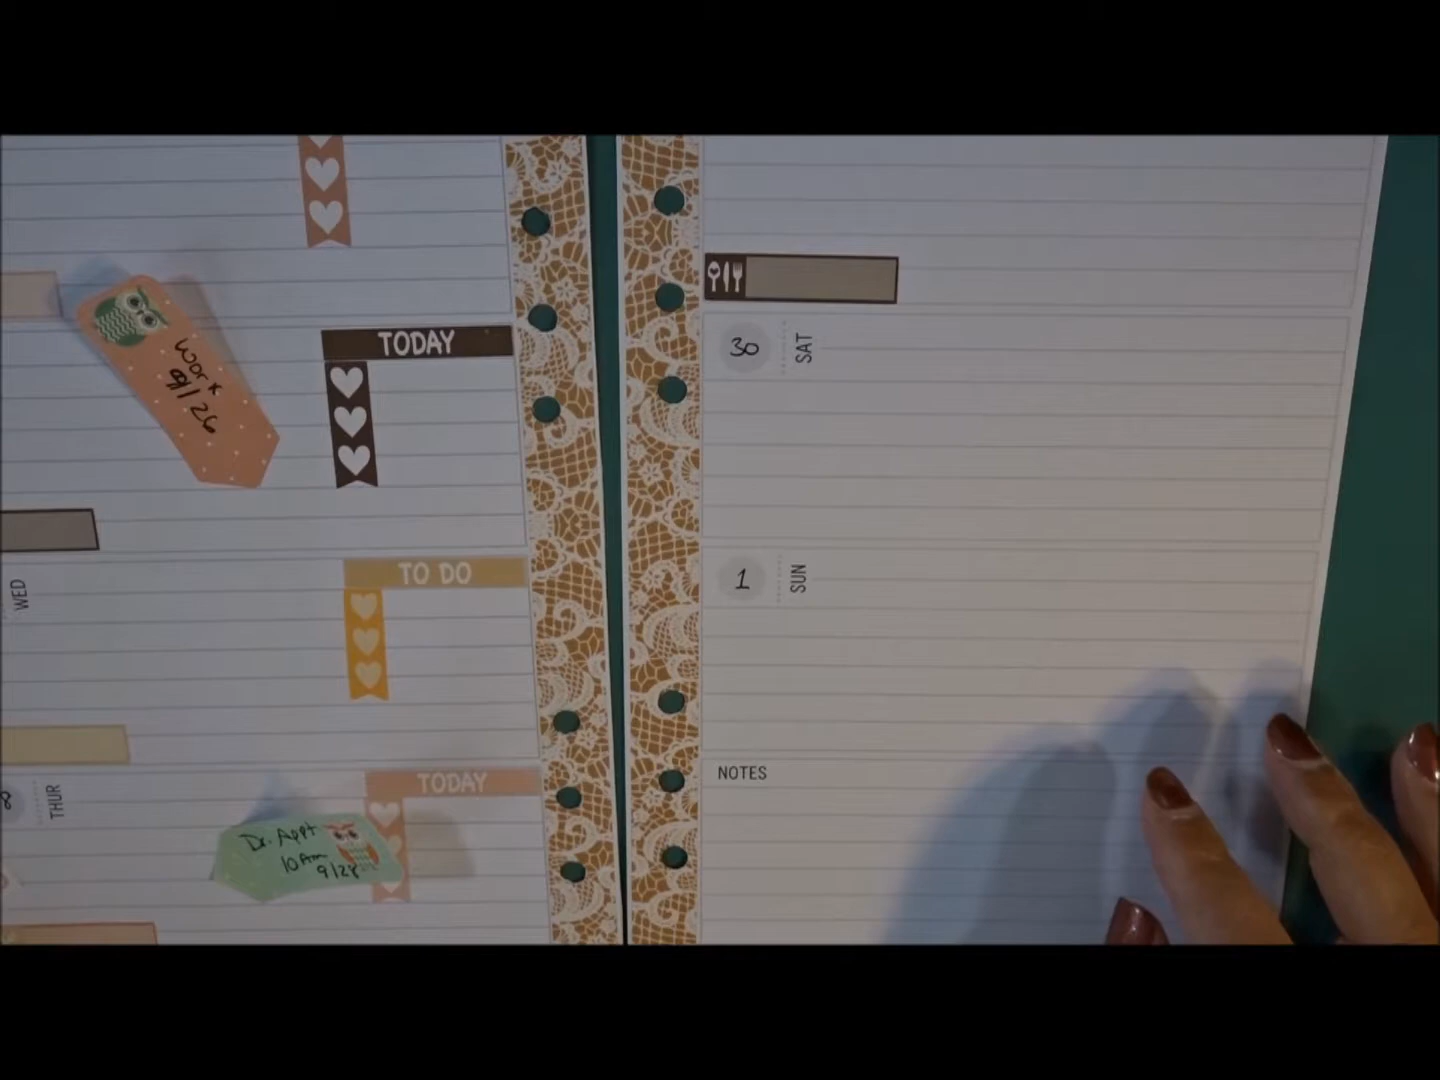 TODAY
Work
9/26
TO DO
WED
THUR
8
TODAY
Dr. Appt
10 Am
9/28
30
SAT
1
SUN
NOTES